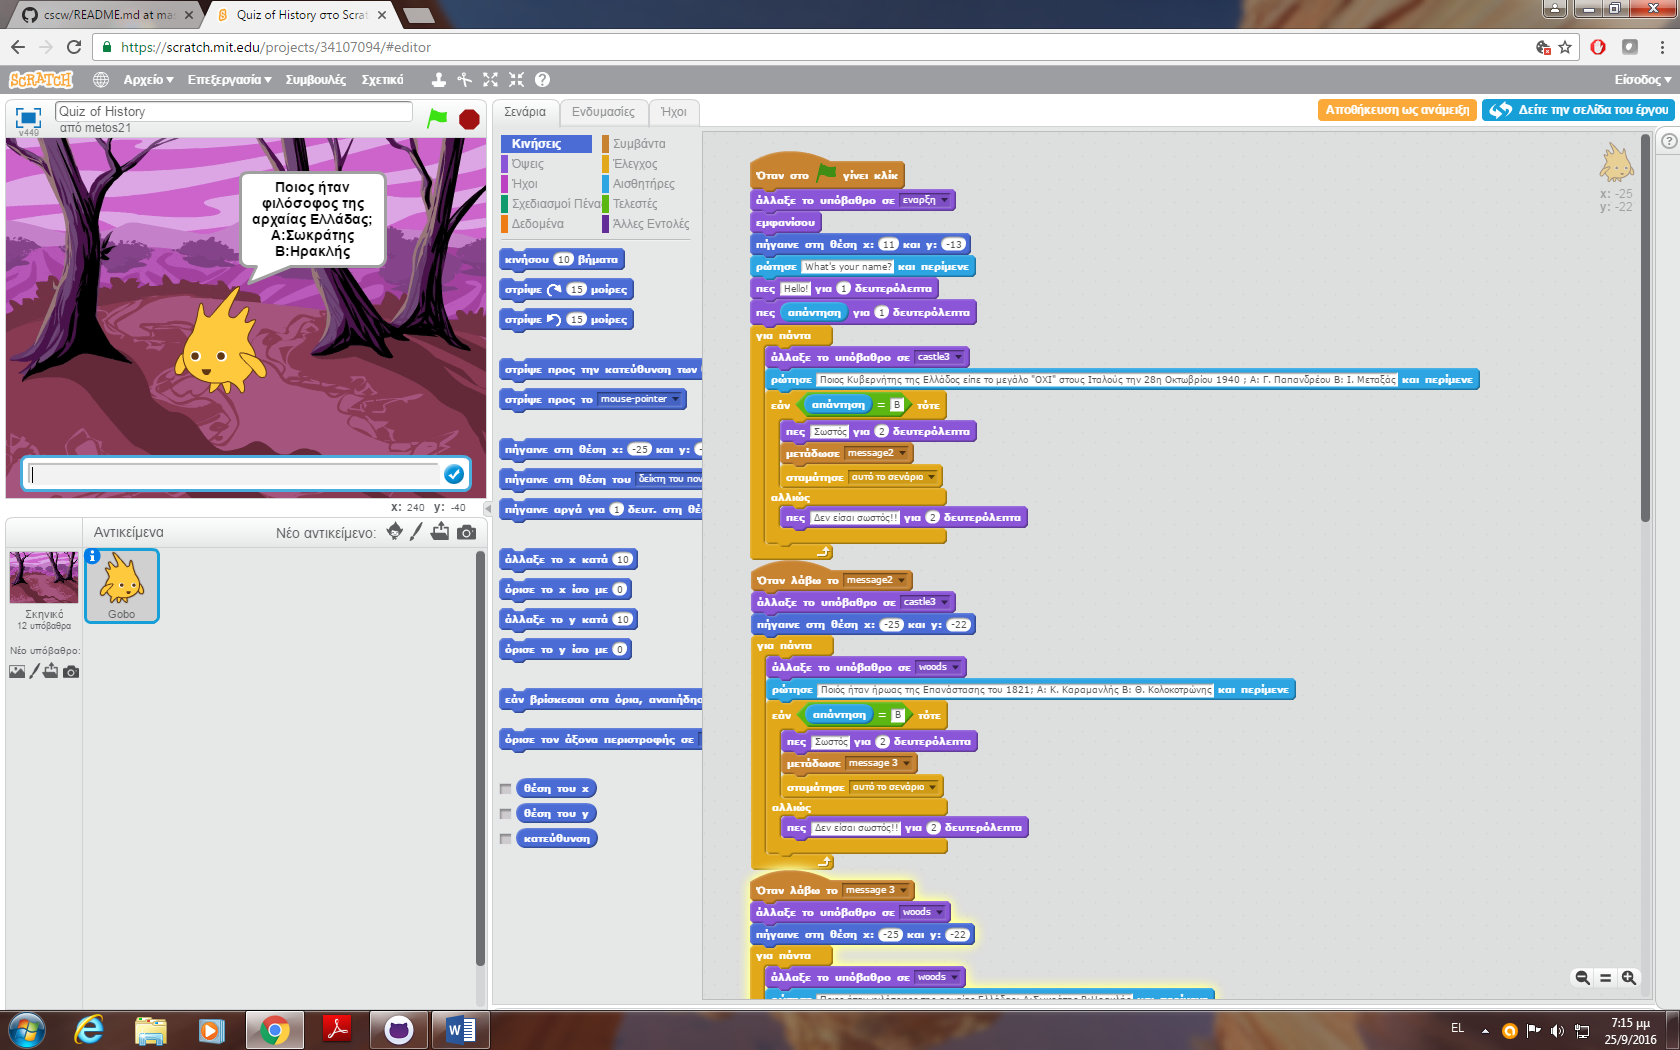 cscw/README.md at mas
Quiz of History στο Scrat
https://scratch.mit.edu/projects/34107094/#editor
SCRATCH
Αρχείο
Επεξεργασία
Συμβουλές
Σχετικά
Είσοδος
Quiz of History
από metos21
v449
Σενάρια
Ενδυμασίες
Ήχοι
Αποθήκευση ως ανάμειξη
Δείτε την σελίδα του έργου
Ποιος ήταν
φιλόσοφος της
αρχαίας Ελλάδας;
Α:Σωκράτης
Β:Ηρακλής
x: 240 y: -40
Αντικείμενα
Νέο αντικείμενο:
Σκηνικό
12 υπόβαθρα
Νέο υπόβαθρο:
Gobo
Κινήσεις
Συμβάντα
Όψεις
Έλεγχος
Ήχοι
Αισθητήρες
Σχεδιασμοί Πένα
Τελεστές
Δεδομένα
Άλλες Εντολές
κινήσου 10 βήματα
στρίψε 15 μοίρες
στρίψε 15 μοίρες
στρίψε προς την κατεύθυνση των
στρίψε προς το mouse-pointer
πήγαινε στη θέση x: -25 και y:
πήγαινε στη θέση του δείκτη του πον
πήγαινε αργά για 1 δευτ. στη θέ
άλλαξε το x κατά 10
όρισε το x ίσο με 0
άλλαξε το y κατά 10
όρισε το y ίσο με 0
εάν βρίσκεσαι στα όρια, αναπήδησ
όρισε τον άξονα περιστροφής σε
θέση του x
θέση του y
κατεύθυνση
x: -25
y: -22
Όταν στο γίνει κλίκ
άλλαξε το υπόβαθρο σε εναρξη
εμφανίσου
πήγαινε στη θέση x: 11 και y: -13
ρώτησε What's your name? και περίμενε
πες Hello! για 1 δευτερόλεπτα
πες απάντηση για 1 δευτερόλεπτα
για πάντα
άλλαξε το υπόβαθρο σε castle3
ρώτησε Ποιος Κυβερνήτης της Ελλάδος είπε το μεγάλο "ΟΧΙ" στους Ιταλούς την 28η Οκτωβρίου 1940 ; Α: Γ. Παπανδρέου Β: Ι. Μεταξάς και περίμενε
εάν απάντηση = B τότε
πες Σωστός για 2 δευτερόλεπτα
μετάδωσε message2
σταμάτησε αυτό το σενάριο
αλλιώς
πες Δεν είσαι σωστός!! για 2 δευτερόλεπτα
Όταν λάβω το message2
άλλαξε το υπόβαθρο σε castle3
πήγαινε στη θέση x: -25 και y: -22
για πάντα
άλλαξε το υπόβαθρο σε woods
ρώτησε Ποιός ήταν ήρωας της Επανάστασης του 1821; Α: Κ. Καραμανλής Β: Θ. Κολοκοτρώνης και περίμενε
εάν απάντηση = B τότε
πες Σωστός για 2 δευτερόλεπτα
μετάδωσε message 3
σταμάτησε αυτό το σενάριο
αλλιώς
πες Δεν είσαι σωστός!! για 2 δευτερόλεπτα
Όταν λάβω το message 3
άλλαξε το υπόβαθρο σε woods
πήγαινε στη θέση x: -25 και y: -22
για πάντα
άλλαξε το υπόβαθρο σε woods
ρώτησε Ποιος ήταν φιλόσοφος της αρχαίας Ελλάδας; Α:Σωκράτης Β:Ηρακλής και περίμενε
EL
7:15 μμ
25/9/2016